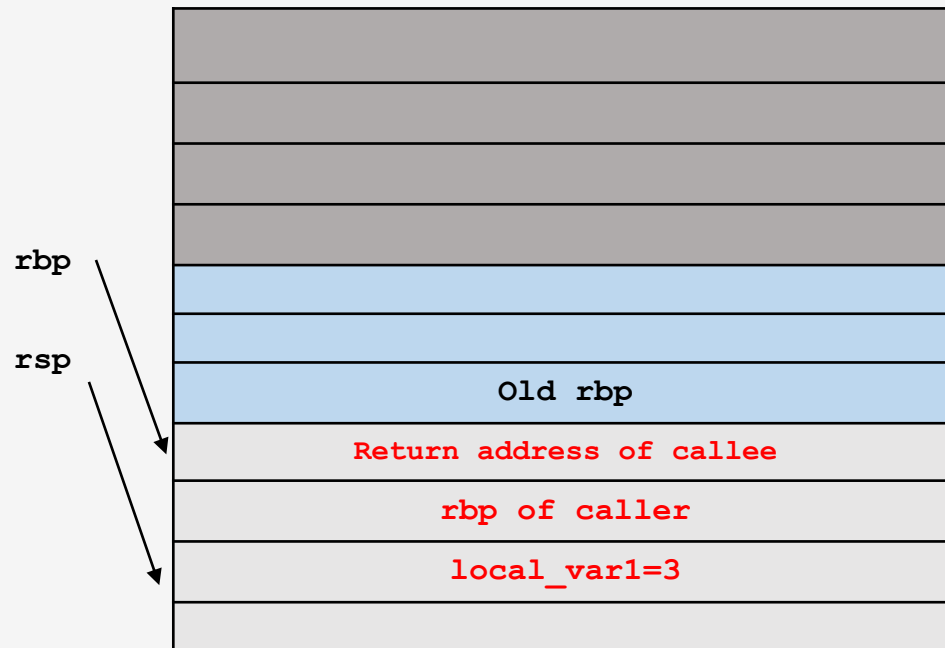 rbp
rsp
Old rbp
Return address of callee
rbp of caller
local_var1=3